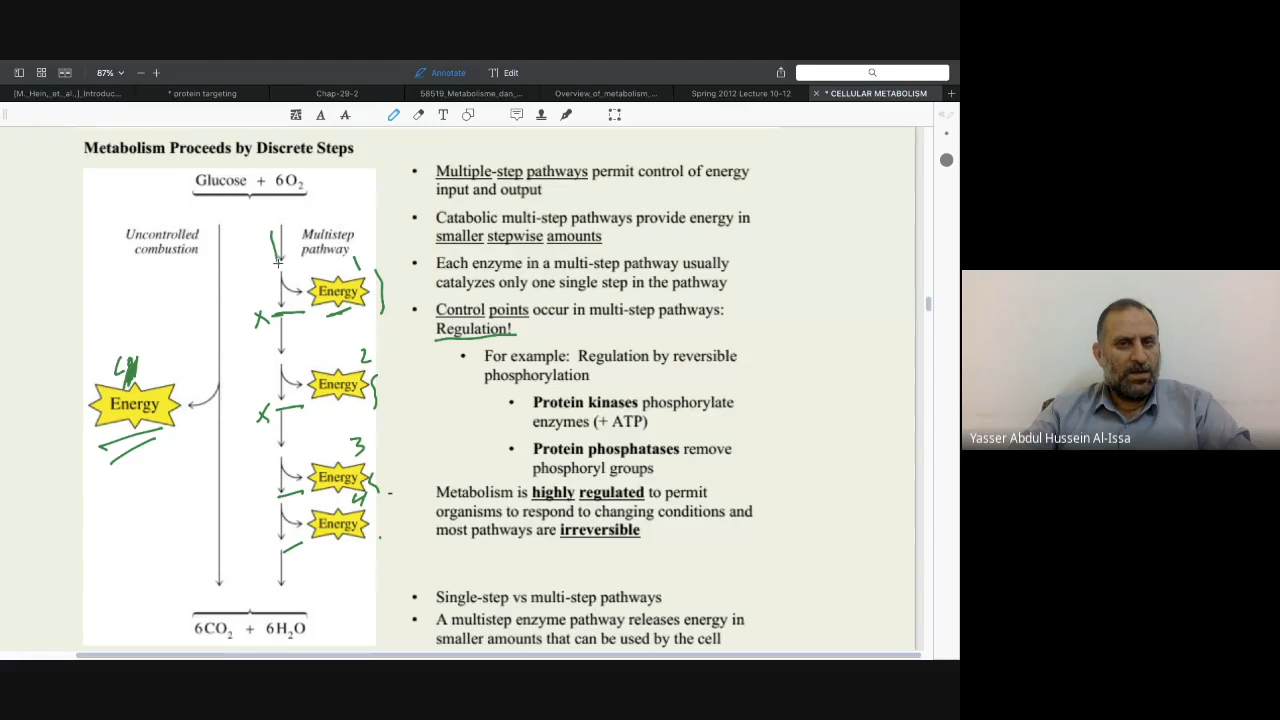 87%
Annotate
Edit
[M._Hein,_et._al.,]_Introduc...
* protein targeting
Chap-29-2
58519_Metabolisme_dan_...
Overview_of_metabolism_...
Spring 2012 Lecture 10-12
* CELLULAR METABOLISM
Metabolism Proceeds by Discrete Steps
Glucose + 6O2
Uncontrolled
combustion
Multistep
pathway
1
Energy
X
2
Energy
X
Energy
3
Energy
4
Energy
6CO2 + 6H2O
• Multiple-step pathways permit control of energy
input and output
• Catabolic multi-step pathways provide energy in
smaller stepwise amounts
• Each enzyme in a multi-step pathway usually
catalyzes only one single step in the pathway
• Control points occur in multi-step pathways:
Regulation!
• For example: Regulation by reversible
phosphorylation
• Protein kinases phosphorylate
enzymes (+ ATP)
• Protein phosphatases remove
phosphoryl groups
- Metabolism is highly regulated to permit
organisms to respond to changing conditions and
most pathways are irreversible
• Single-step vs multi-step pathways
• A multistep enzyme pathway releases energy in
smaller amounts that can be used by the cell
Yasser Abdul Hussein Al-Issa